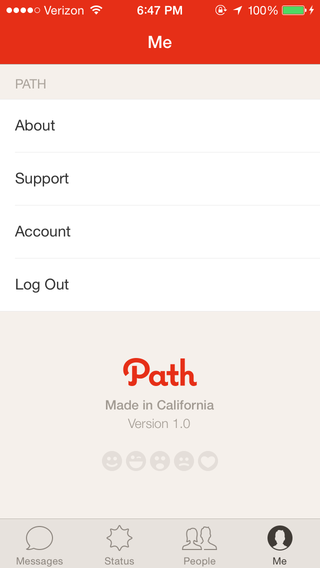 Verizon 6:47 PM 100%
Me
PATH
About
Support
Account
Log Out
Path
Made in California
Version 1.0
Messages Status People Me